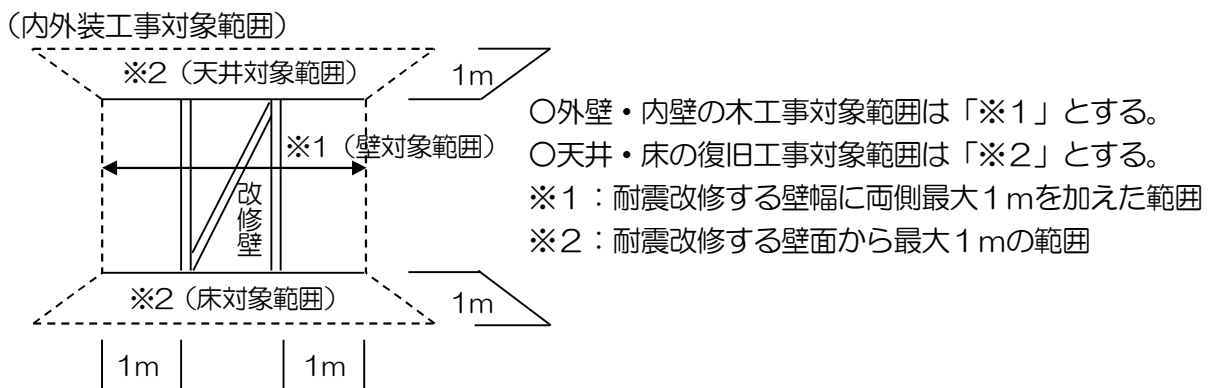 （内外装工事対象範囲）
※２（天井対象範囲）
１ｍ
※１（壁対象範囲）
改修壁
※２（床対象範囲）
１ｍ
１ｍ
１ｍ
〇外壁・内壁の木工事対象範囲は「※１」とする。
〇天井・床の復旧工事対象範囲は「※２」とする。
※１：耐震改修する壁幅に両側最大１ｍを加えた範囲
※２：耐震改修する壁面から最大１ｍの範囲